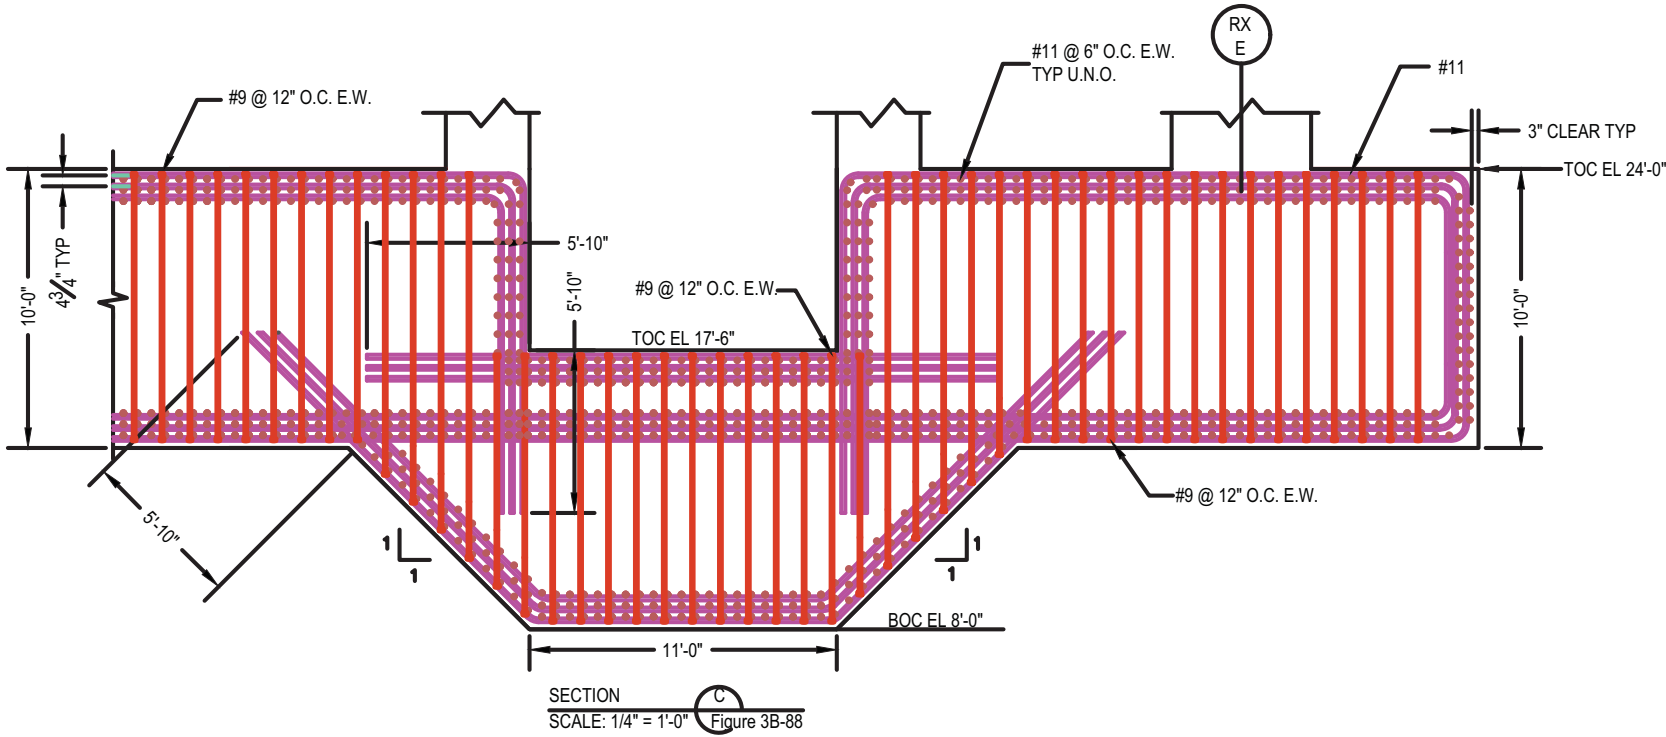 RX
E
#11 @ 6" O.C. E.W.
TYP U.N.O.
#11
#9 @ 12" O.C. E.W.
3" CLEAR TYP
TOC EL 24'-0"
10'-0"
4 3/4" TYP
5'-10"
5'-10"
#9 @ 12" O.C. E.W.
10'-0"
TOC EL 17'-6"
#9 @ 12" O.C. E.W.
5'-10"
1
1
1
1
BOC EL 8'-0"
11'-0"
SECTION
C
SCALE: 1/4" = 1'-0"
Figure 3B-88